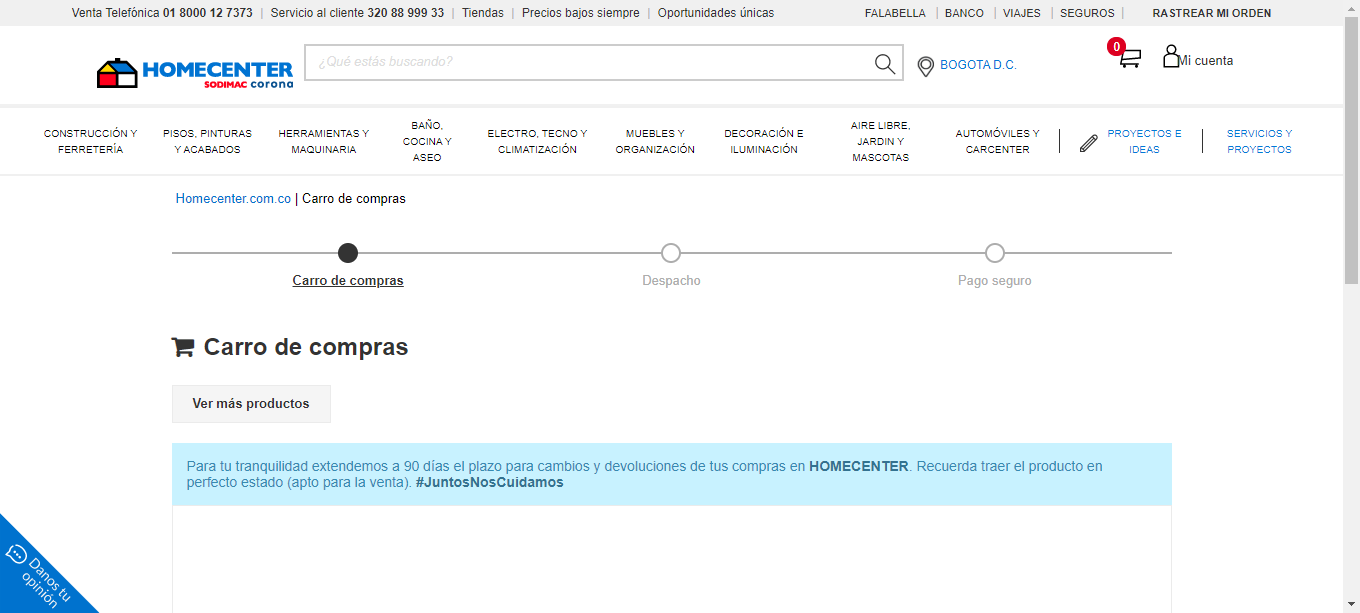 Venta Telefónica 01 8000 12 7373 | Servicio al cliente 320 88 999 33 | Tiendas | Precios bajos siempre | Oportunidades únicas FALABELLA | BANCO | VIAJES | SEGUROS | RASTREAR MI ORDEN
HOMECENTER
SODIMAC corona
¿Qué estás buscando?
BOGOTA D.C.
0
Mi cuenta
CONSTRUCCIÓN Y
FERRETERÍA
PISOS, PINTURAS
Y ACABADOS
HERRAMIENTAS Y
MAQUINARIA
BAÑO,
COCINA Y
ASEO
ELECTRO, TECNO Y
CLIMATIZACIÓN
MUEBLES Y
ORGANIZACIÓN
DECORACIÓN E
ILUMINACIÓN
AIRE LIBRE,
JARDIN Y
MASCOTAS
AUTOMÓVILES Y
CARCENTER
PROYECTOS E
IDEAS
SERVICIOS Y
PROYECTOS
Homecenter.com.co | Carro de compras
Carro de compras
Despacho
Pago seguro
Carro de compras
Ver más productos
Para tu tranquilidad extendemos a 90 días el plazo para cambios y devoluciones de tus compras en HOMECENTER. Recuerda traer el producto en
perfecto estado (apto para la venta). #JuntosNosCuidamos
Danos tu
opinión